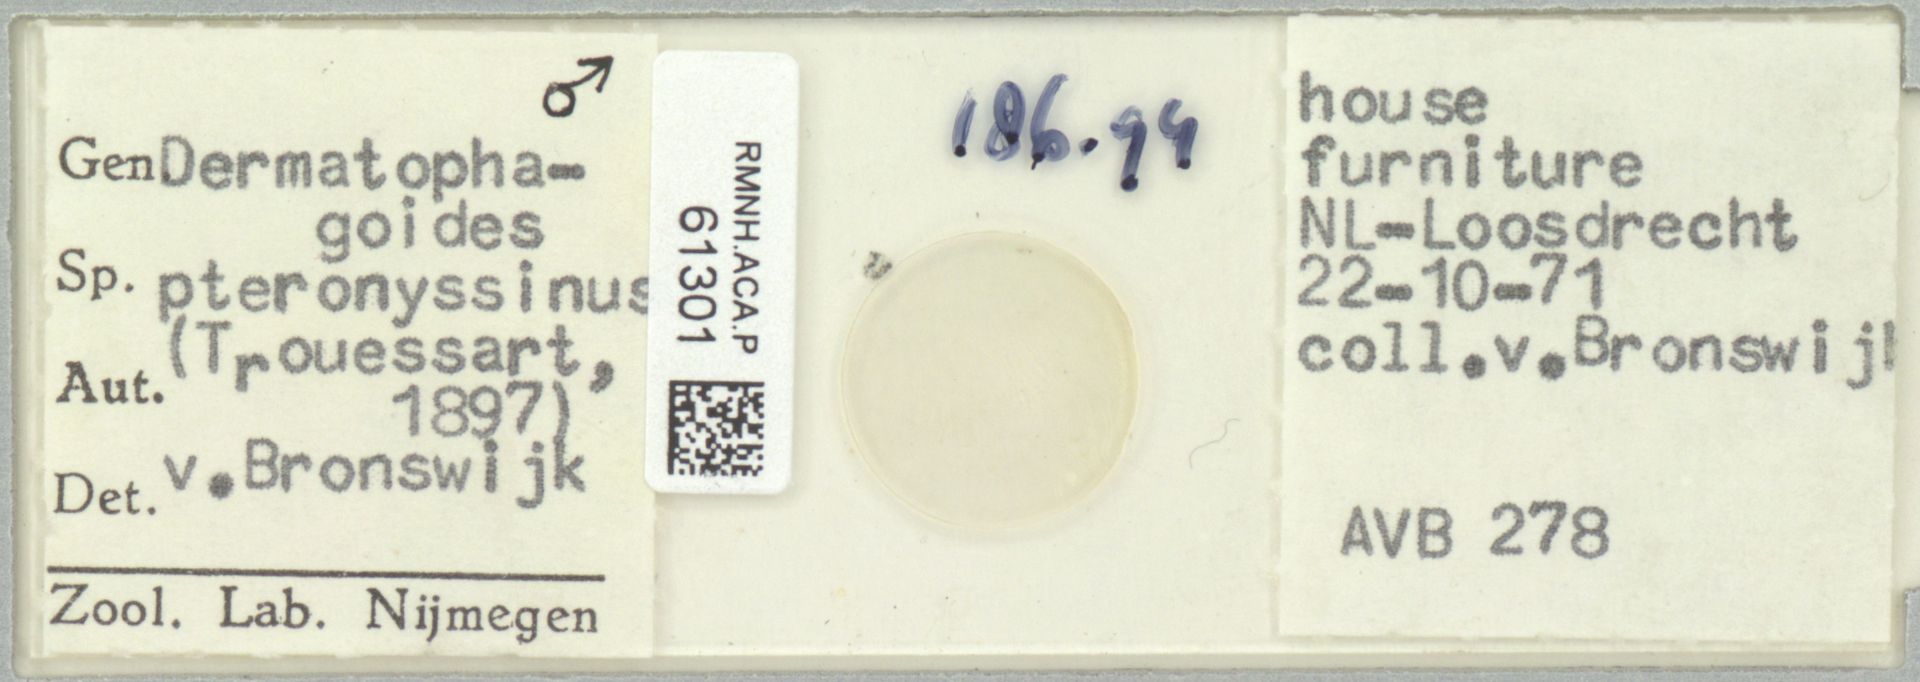 ♂
Gen. Dermatopha-
goides
Sp. pteronyssinus
(Trouessart,
Aut. 1897)
Det. v.Bronswijk
Zool. Lab. Nijmegen
RMNH.ACA.P
61301
186.99
house
furniture
NL-Loosdrecht
22-10-71
coll.v.Bronswijk
AVB 278